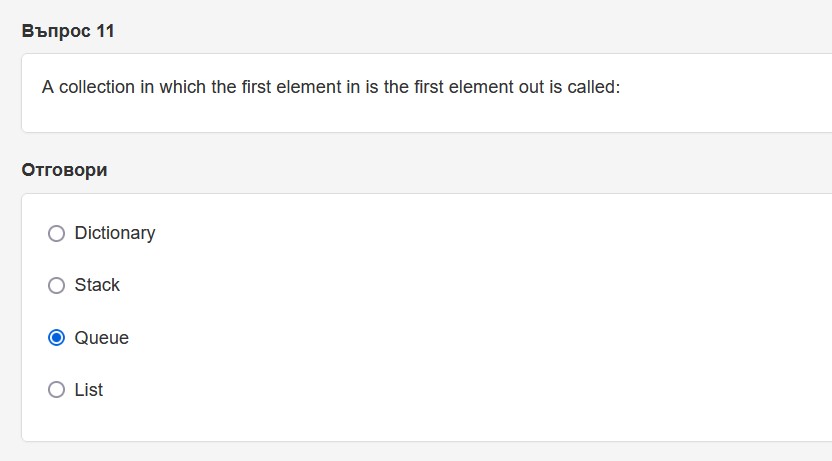 Въпрос 11
A collection in which the first element in is the first element out is called:
Отговори
Dictionary
Stack
Queue
List